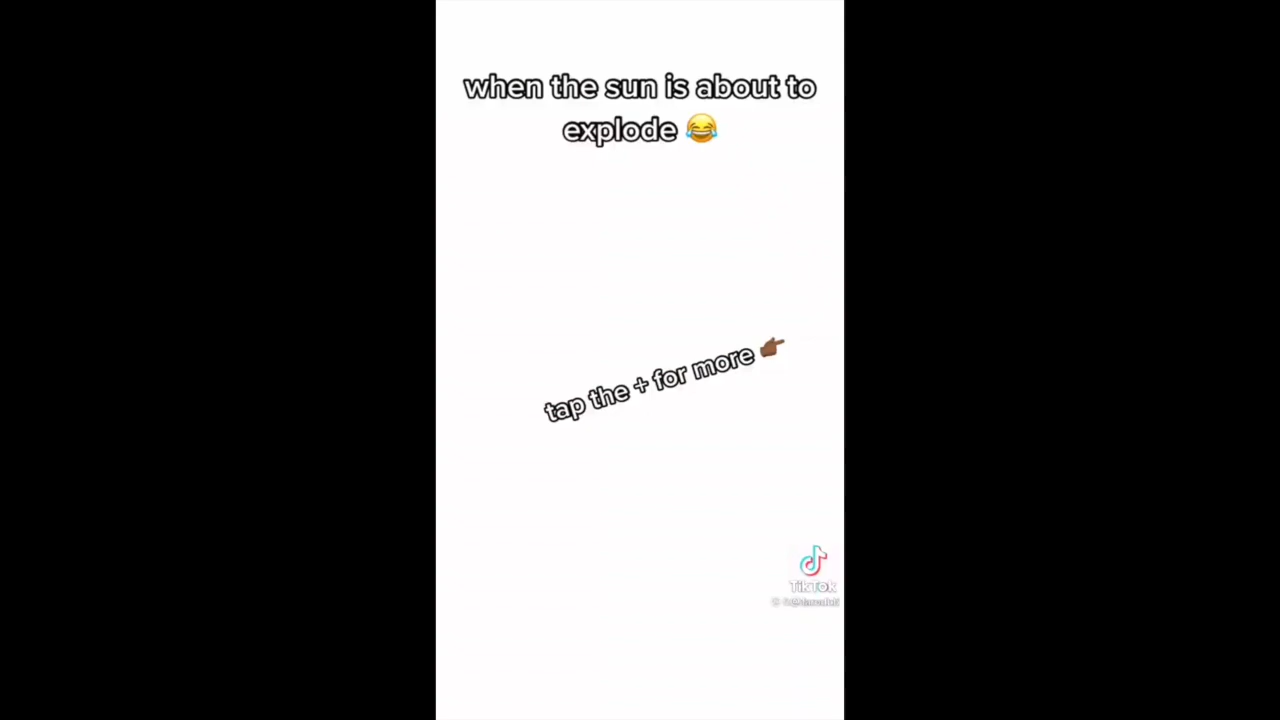 when the sun is about to
explode 😂
tap the + for more 👉🏾
TikTok